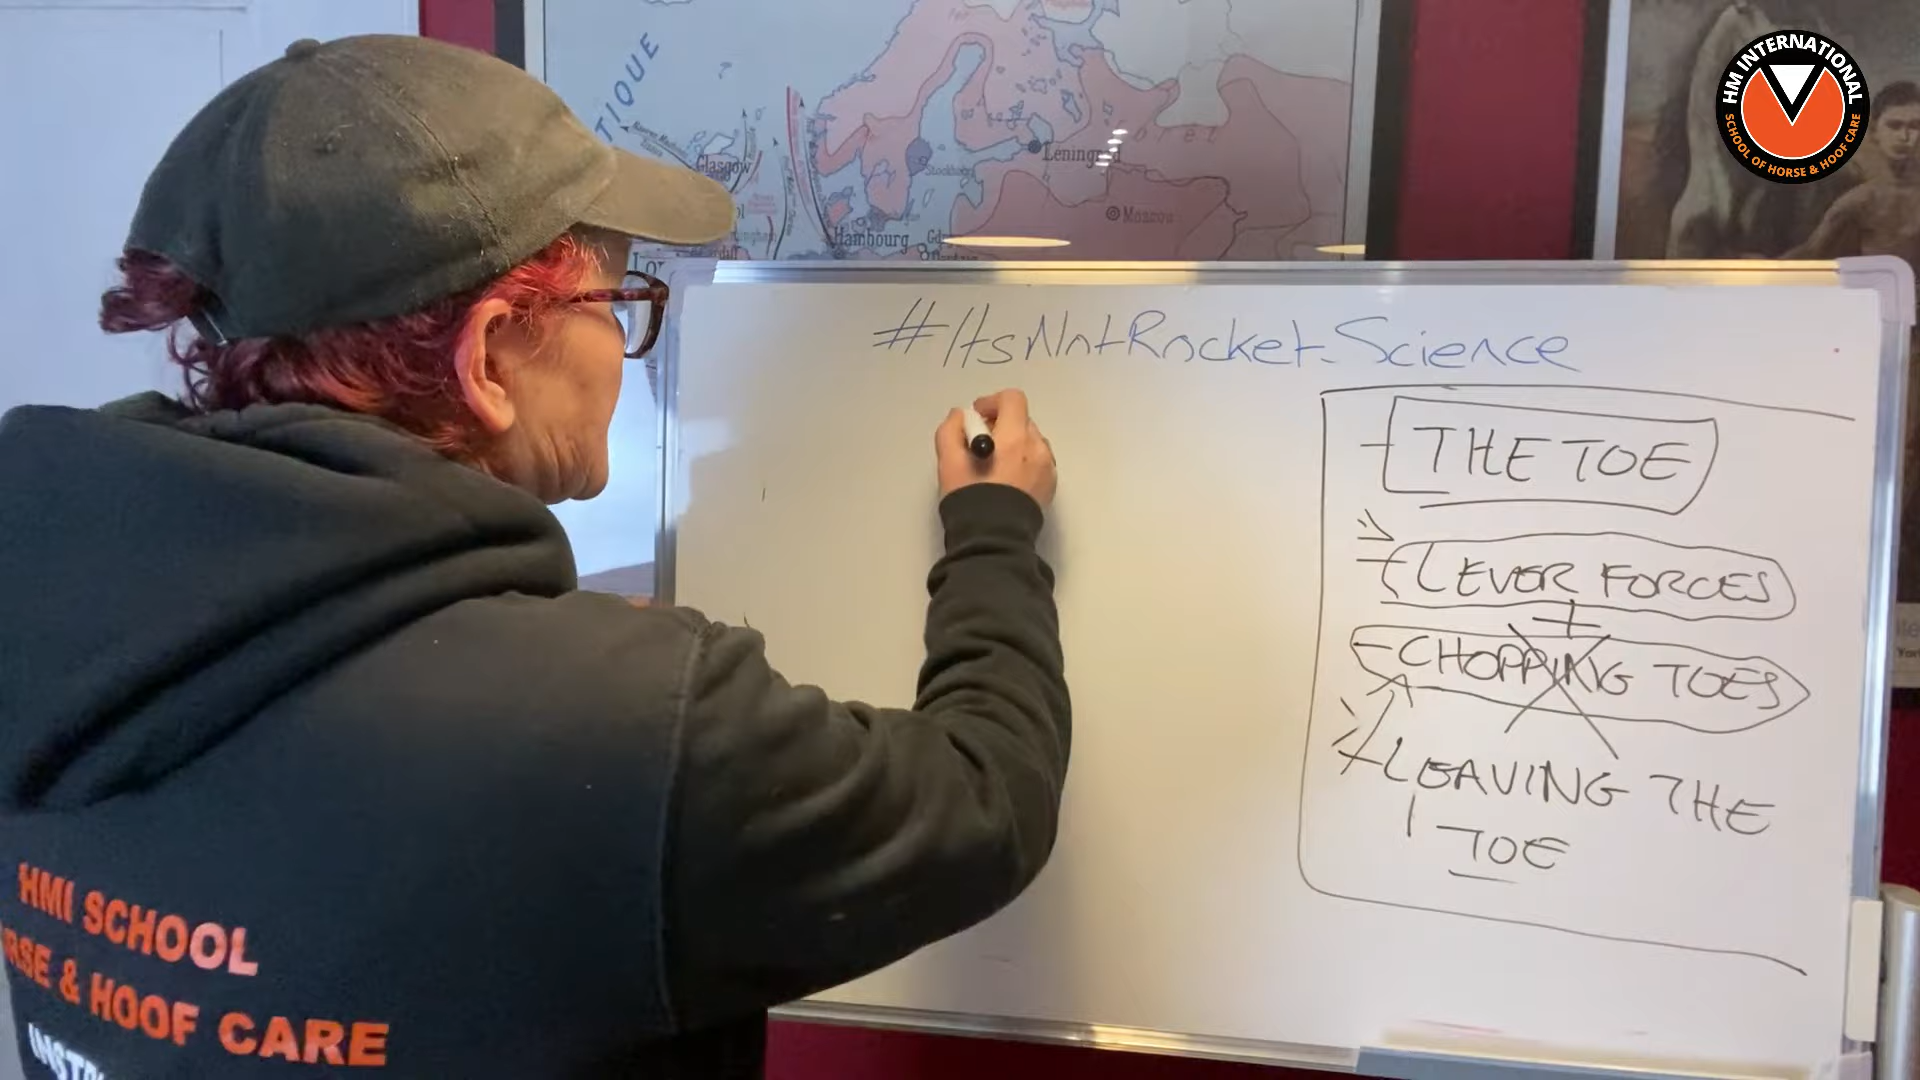 TIQUE
Glasgow
Stockholm
Leningrad
Moscou
Hambourg
HM INTERNATIONAL
SCHOOL OF HORSE & HOOF CARE
#ItsNotRocketScience
THE TOE
LEVER FORCES
+
CHOPPING TOES
LEAVING THE
TOE
HMI SCHOOL
RSE & HOOF CARE